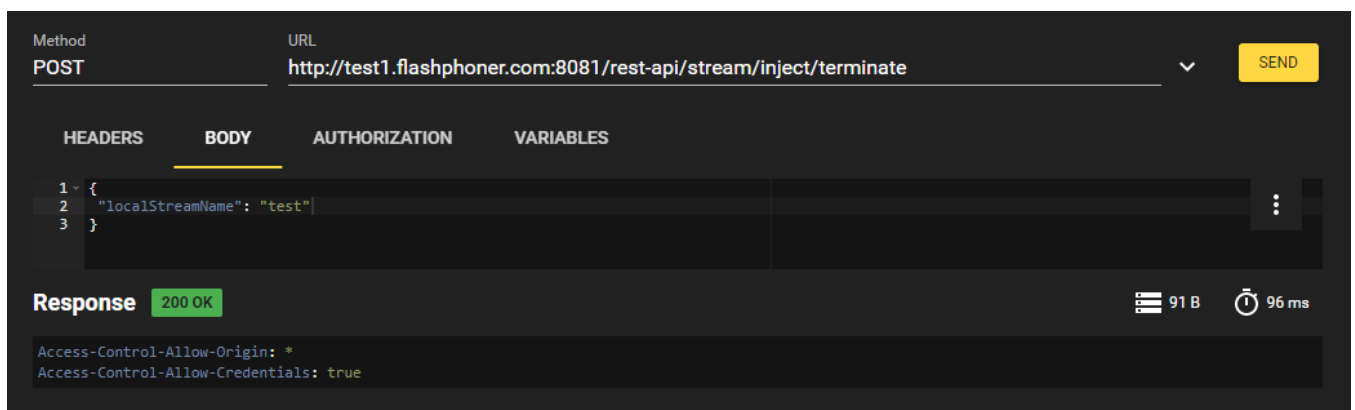 Method
POST
URL
http://test1.flashphoner.com:8081/rest-api/stream/inject/terminate
SEND
HEADERS BODY AUTHORIZATION VARIABLES
1 {
2 "localStreamName": "test"
3 }
Response 200 OK 91 B 96 ms
Access-Control-Allow-Origin: *
Access-Control-Allow-Credentials: true